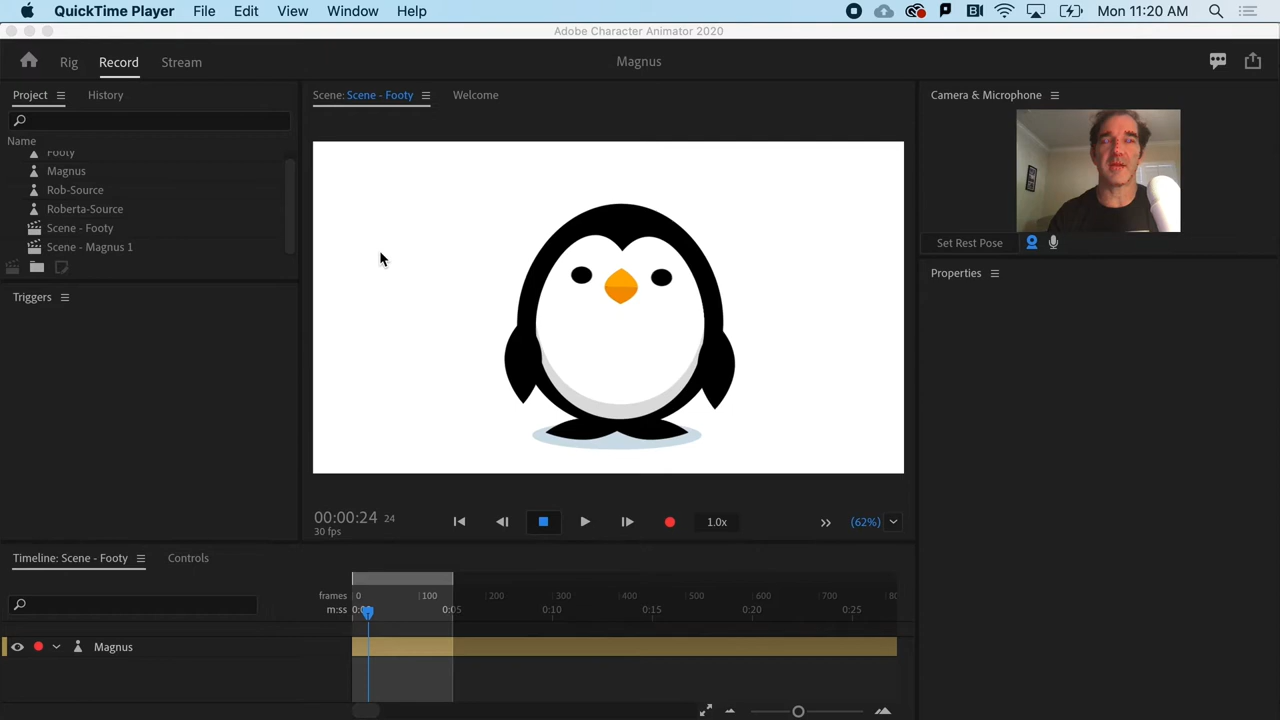 QuickTime Player File Edit View Window Help Mon 11:20 AM
Adobe Character Animator 2020
Rig Record Stream Magnus
Project History Scene: Scene - Footy Welcome Camera & Microphone
Name
Footy
Magnus
Rob-Source
Roberta-Source
Scene - Footy
Scene - Magnus 1
Set Rest Pose
Properties
Triggers
00:00:24 24
30 fps
1.0x
(62%)
Timeline: Scene - Footy Controls
frames 0 100 200 300 400 500 600 700 80
m:ss 0:0 0:05 0:10 0:15 0:20 0:25
Magnus